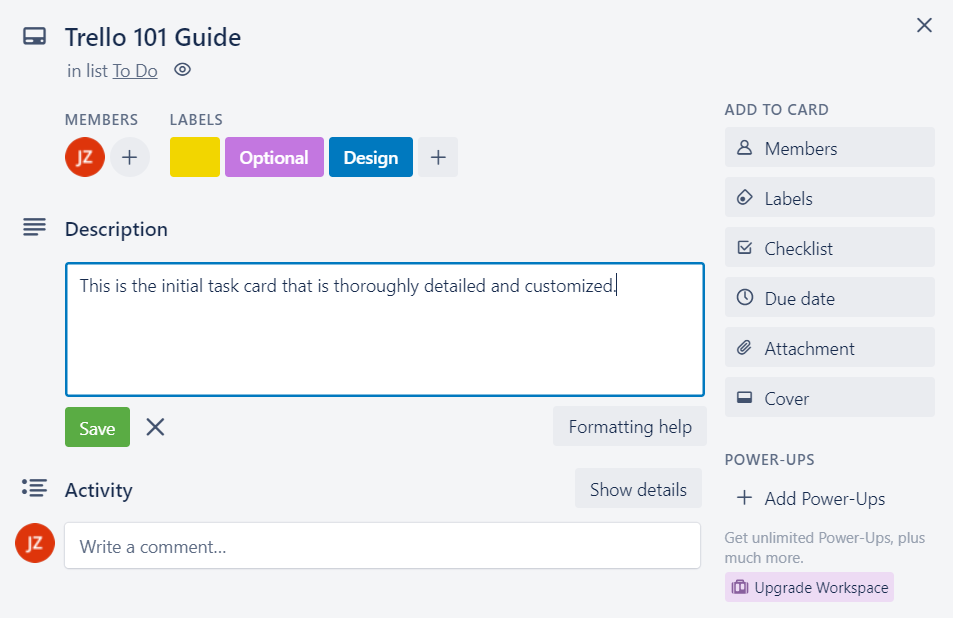 Trello 101 Guide
in list To Do
MEMBERS
LABELS
JZ
Optional
Design
Description
This is the initial task card that is thoroughly detailed and customized.
Save
Formatting help
Activity
Show details
JZ
Write a comment...
ADD TO CARD
Members
Labels
Checklist
Due date
Attachment
Cover
POWER-UPS
Add Power-Ups
Get unlimited Power-Ups, plus
much more.
Upgrade Workspace